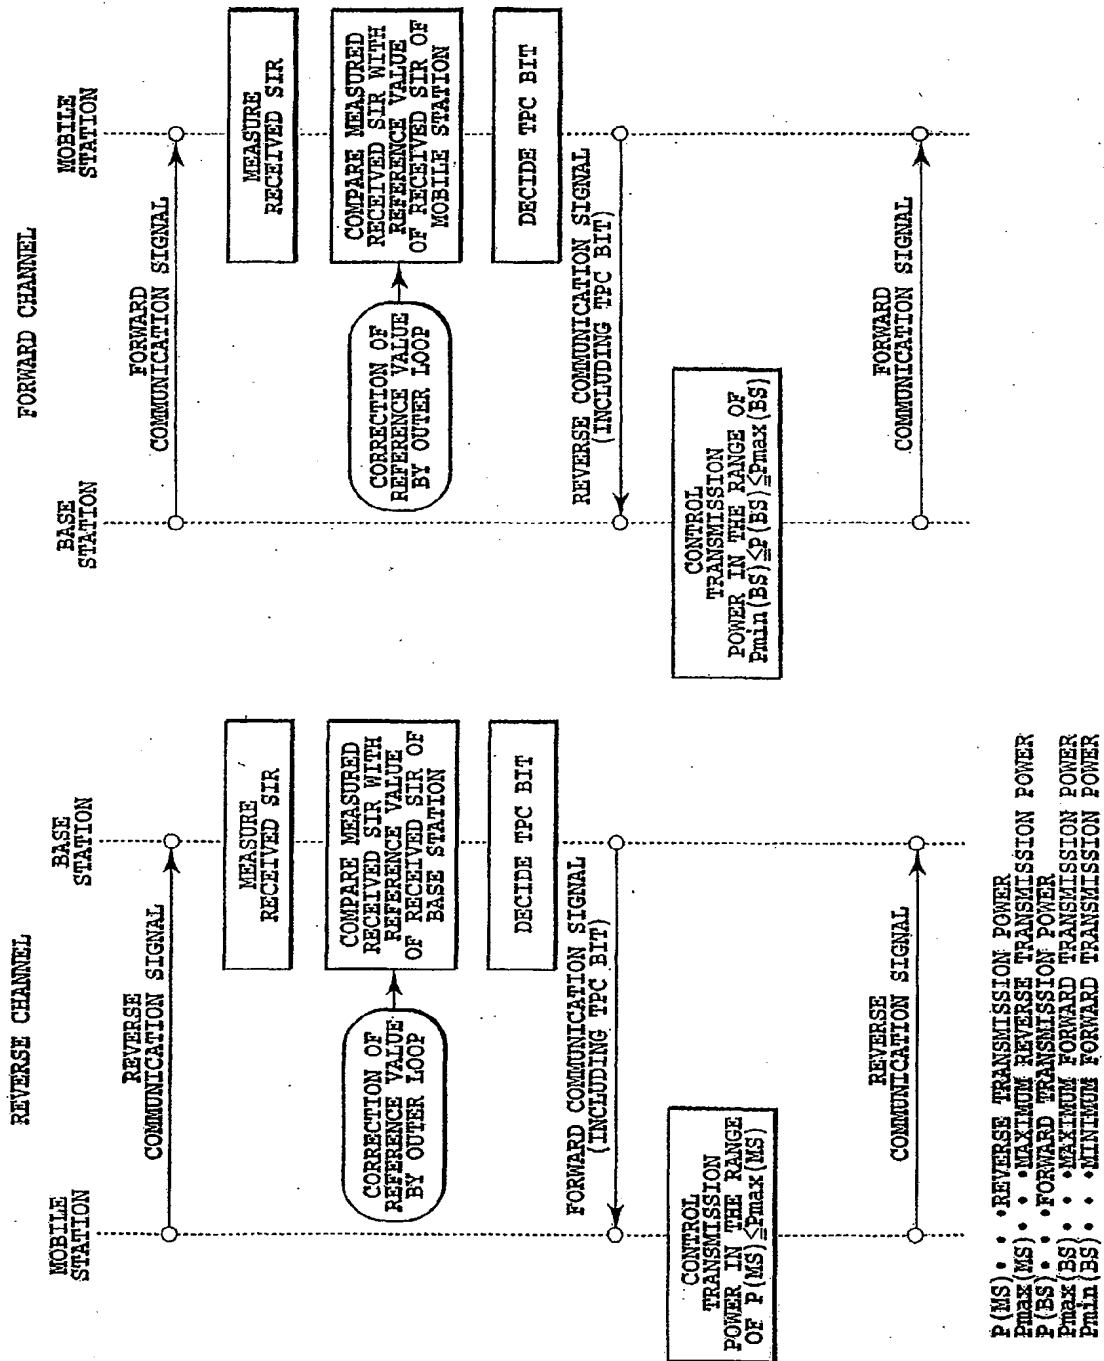 REVERSE CHANNEL
MOBILE
STATION
BASE
STATION
REVERSE
COMMUNICATION SIGNAL
MEASURE
RECEIVED SIR
CORRECTION OF
REFERENCE VALUE
BY OUTER LOOP
COMPARE MEASURED
RECEIVED SIR WITH
REFERENCE VALUE
OF RECEIVED SIR OF
BASE STATION
DECIDE TPC BIT
FORWARD COMMUNICATION SIGNAL
(INCLUDING TPC BIT)
CONTROL
TRANSMISSION
POWER IN THE RANGE
OF P(MS)≦Pmax(MS)
REVERSE
COMMUNICATION SIGNAL
FORWARD CHANNEL
BASE
STATION
MOBILE
STATION
FORWARD
COMMUNICATION SIGNAL
MEASURE
RECEIVED SIR
CORRECTION OF
REFERENCE VALUE
BY OUTER LOOP
COMPARE MEASURED
RECEIVED SIR WITH
REFERENCE VALUE
OF RECEIVED SIR OF
MOBILE STATION
DECIDE TPC BIT
REVERSE COMMUNICATION SIGNAL
(INCLUDING TPC BIT)
CONTROL
TRANSMISSION
POWER IN THE RANGE OF
Pmin(BS)≦P(BS)≦Pmax(BS)
FORWARD
COMMUNICATION SIGNAL
P(MS)・・・REVERSE TRANSMISSION POWER
Pmax(MS)・・・MAXIMUM REVERSE TRANSMISSION POWER
P(BS)・・・FORWARD TRANSMISSION POWER
Pmax(BS)・・・MAXIMUM FORWARD TRANSMISSION POWER
Pmin(BS)・・・MINIMUM FORWARD TRANSMISSION POWER